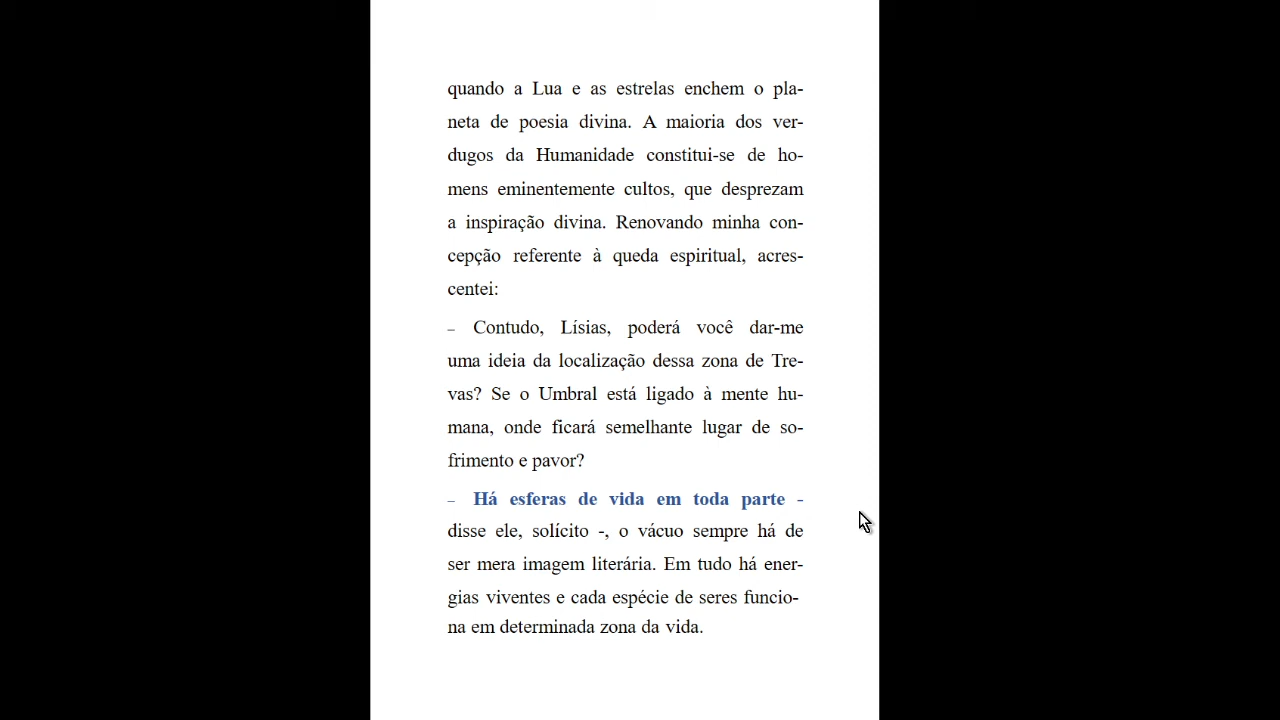 quando a Lua e as estrelas enchem o pla-
neta de poesia divina. A maioria dos ver-
dugos da Humanidade constitui-se de ho-
mens eminentemente cultos, que desprezam
a inspiração divina. Renovando minha con-
cepção referente à queda espiritual, acres-
centei:
– Contudo, Lísias, poderá você dar-me
uma ideia da localização dessa zona de Tre-
vas? Se o Umbral está ligado à mente hu-
mana, onde ficará semelhante lugar de so-
frimento e pavor?
– Há esferas de vida em toda parte -
disse ele, solícito -, o vácuo sempre há de
ser mera imagem literária. Em tudo há ener-
gias viventes e cada espécie de seres funcio-
na em determinada zona da vida.